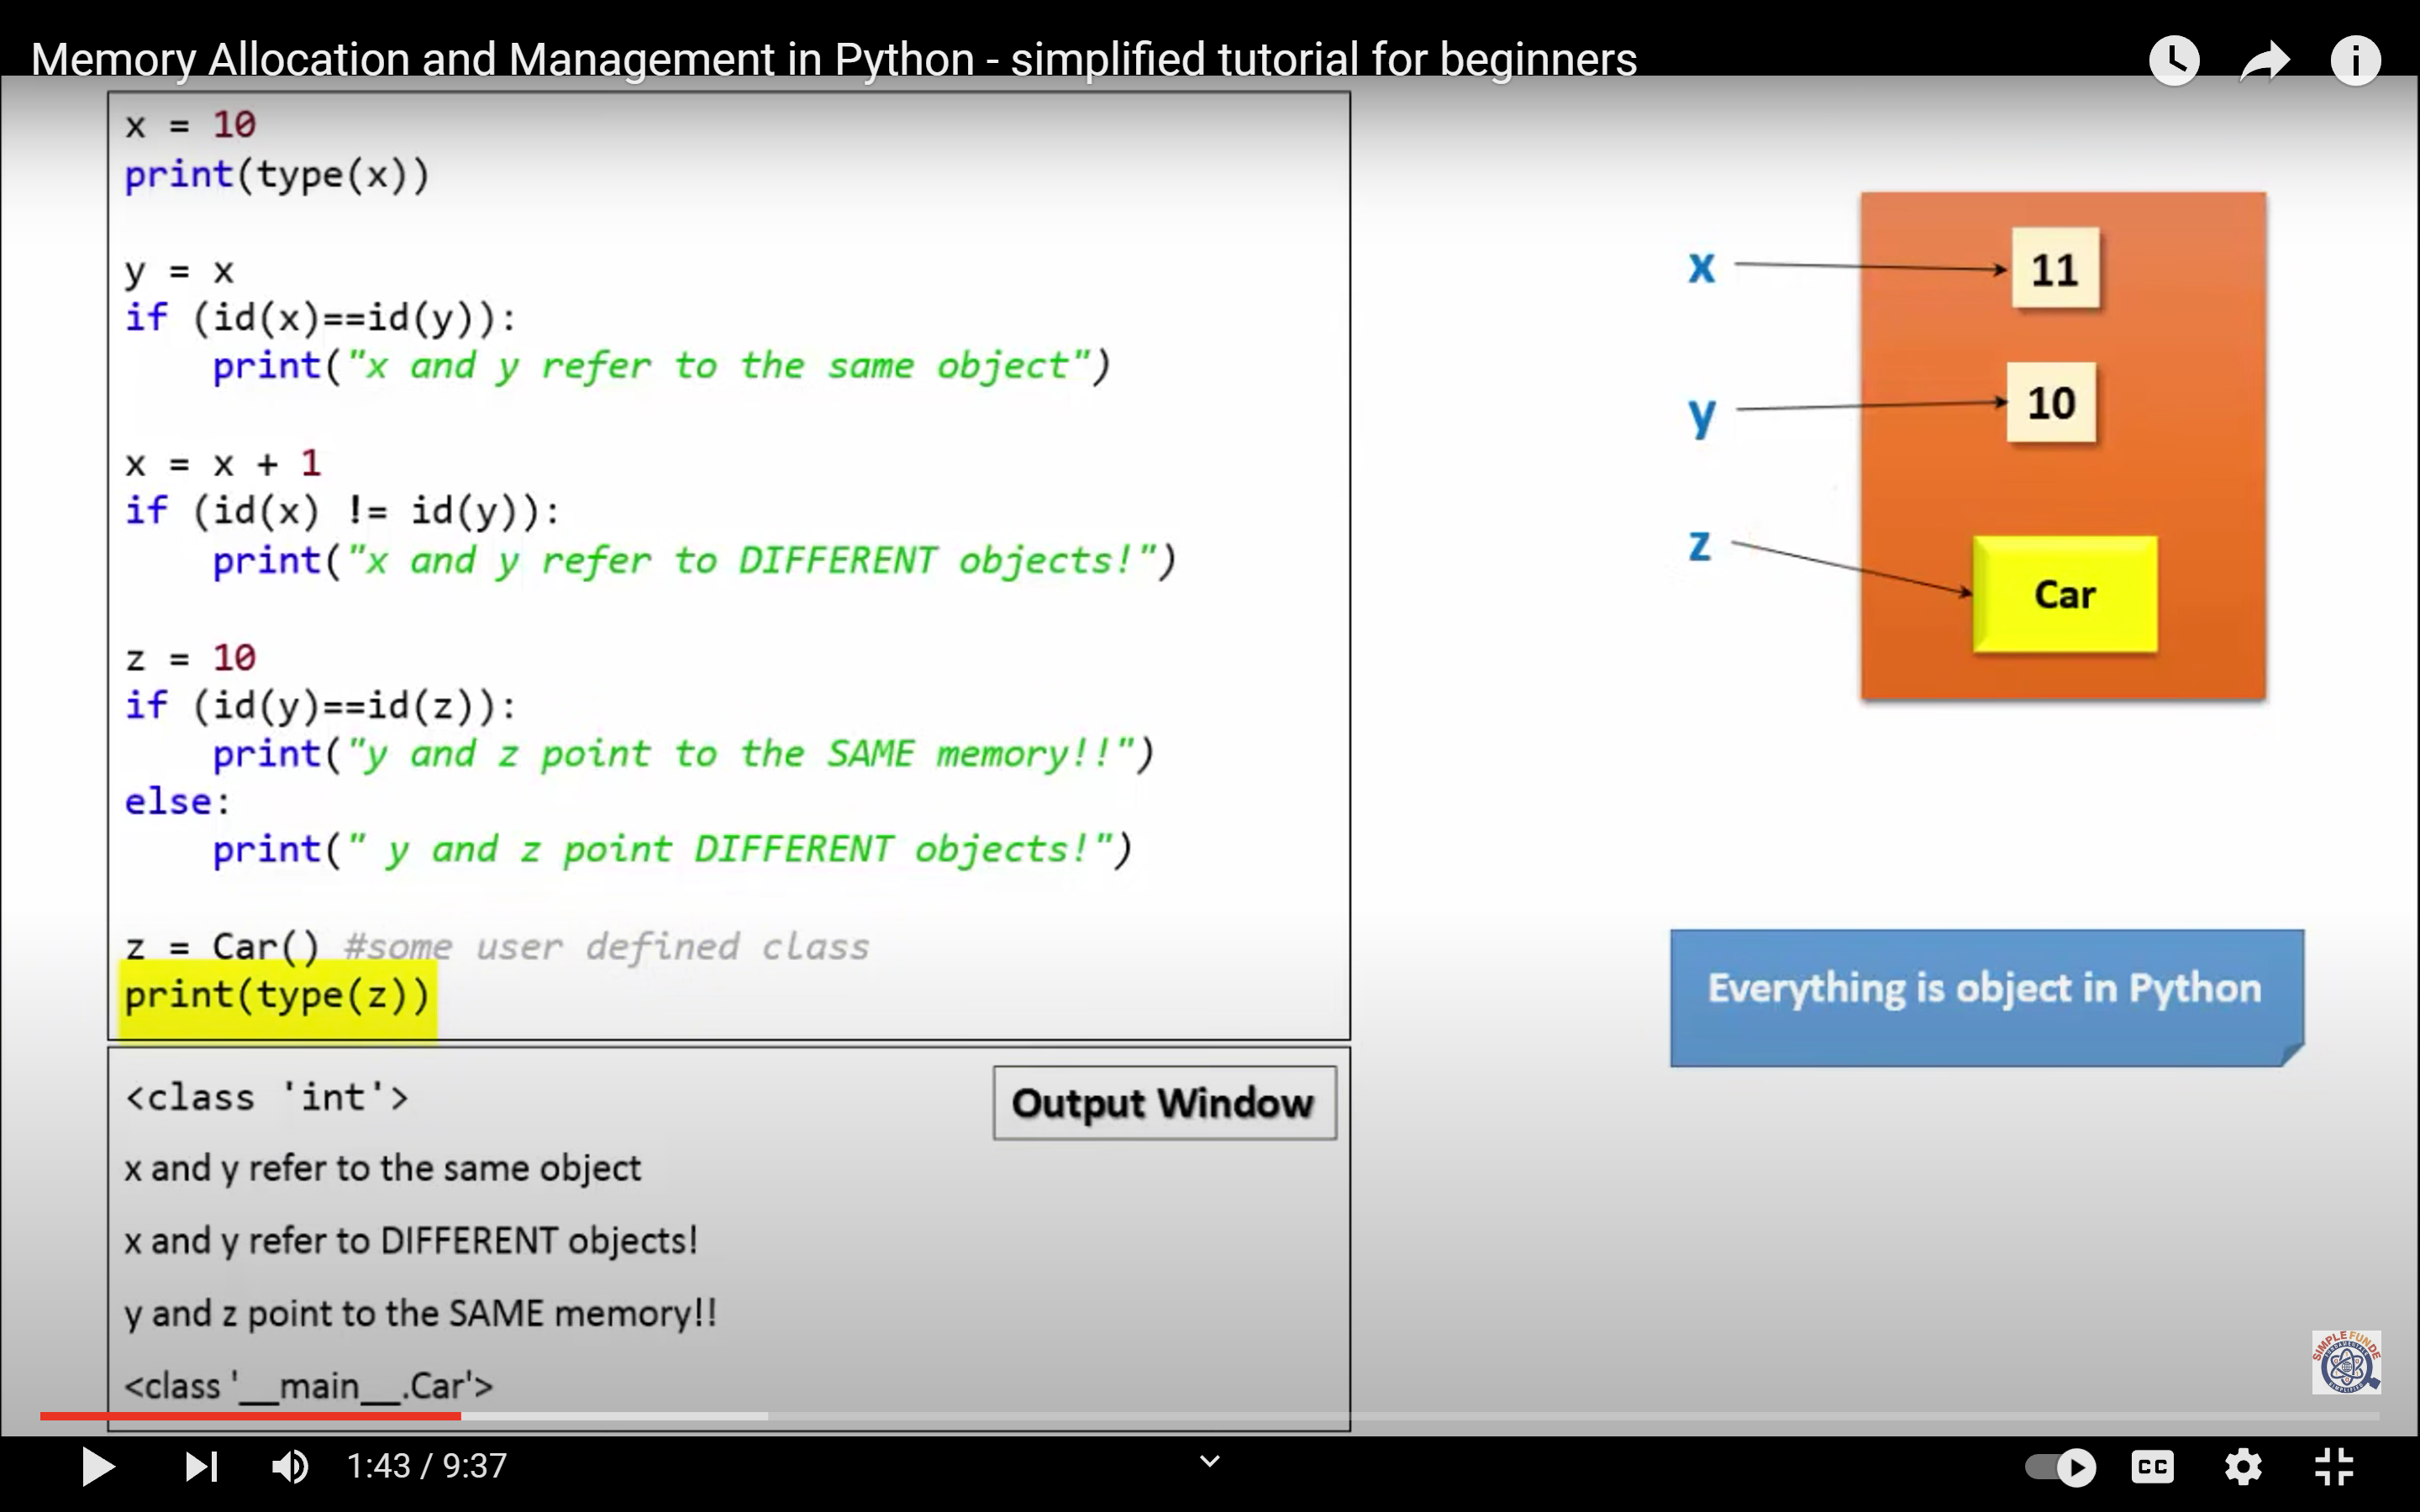 Memory Allocation and Management in Python - simplified tutorial for beginners
x = 10
print(type(x))
y = x
if (id(x)==id(y)):
    print("x and y refer to the same object")
x = x + 1
if (id(x) != id(y)):
    print("x and y refer to DIFFERENT objects!")
z = 10
if (id(y)==id(z)):
    print("y and z point to the SAME memory!!")
else:
    print(" y and z point DIFFERENT objects!")
z = Car() #some user defined class
print(type(z))
Output Window
<class 'int'>
x and y refer to the same object
x and y refer to DIFFERENT objects!
y and z point to the SAME memory!!
<class '__main__.Car'>
x
11
y
10
z
Car
Everything is object in Python
SIMPLE FUNDE
SIMPLIFIED
1:43 / 9:37
CC